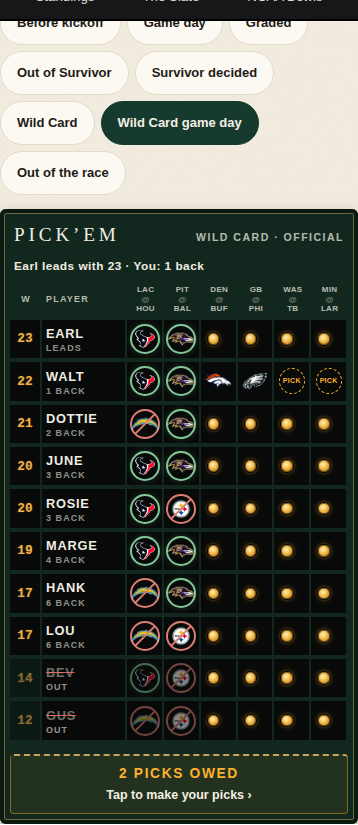 Before kickoff
Game day
Graded
Out of Survivor
Survivor decided
Wild Card
Wild Card game day
Out of the race
PICK’EM
WILD CARD · OFFICIAL
Earl leads with 23 · You: 1 back
W PLAYER LAC @ HOU PIT @ BAL DEN @ BUF GB @ PHI WAS @ TB MIN @ LAR
23 EARL
LEADS
22 WALT PICK PICK
1 BACK
21 DOTTIE
2 BACK
20 JUNE
3 BACK
20 ROSIE
3 BACK
19 MARGE
4 BACK
17 HANK
6 BACK
17 LOU
6 BACK
14 BEV
OUT
12 GUS
OUT
2 PICKS OWED
Tap to make your picks ›